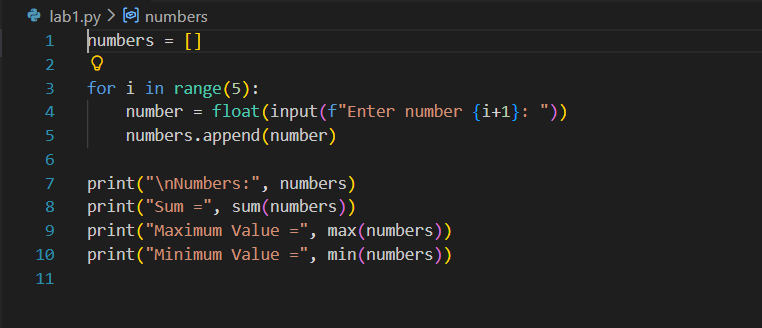 lab1.py > numbers
1 numbers = []
2
3 for i in range(5):
4     number = float(input(f"Enter number {i+1}: "))
5     numbers.append(number)
6
7 print("\nNumbers:", numbers)
8 print("Sum =", sum(numbers))
9 print("Maximum Value =", max(numbers))
10 print("Minimum Value =", min(numbers))
11